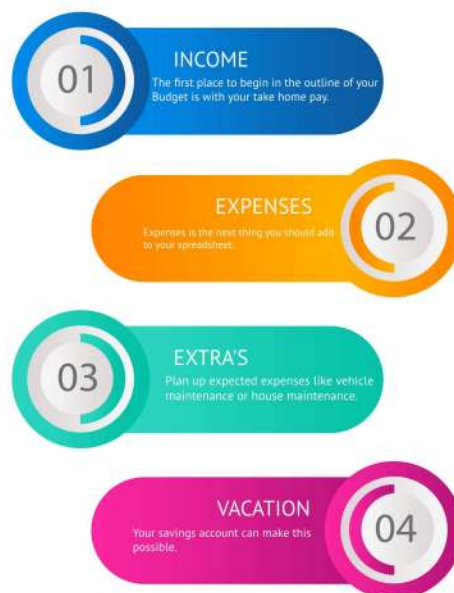 01
INCOME
The first place to begin in the outline of your
Budget is with your take home pay.
EXPENSES
Expenses is the next thing you should add
to your spreadsheet.
02
03
EXTRA'S
Plan up expected expenses like vehicle
maintenance or house maintenance.
VACATION
Your savings account can make this
possible.
04